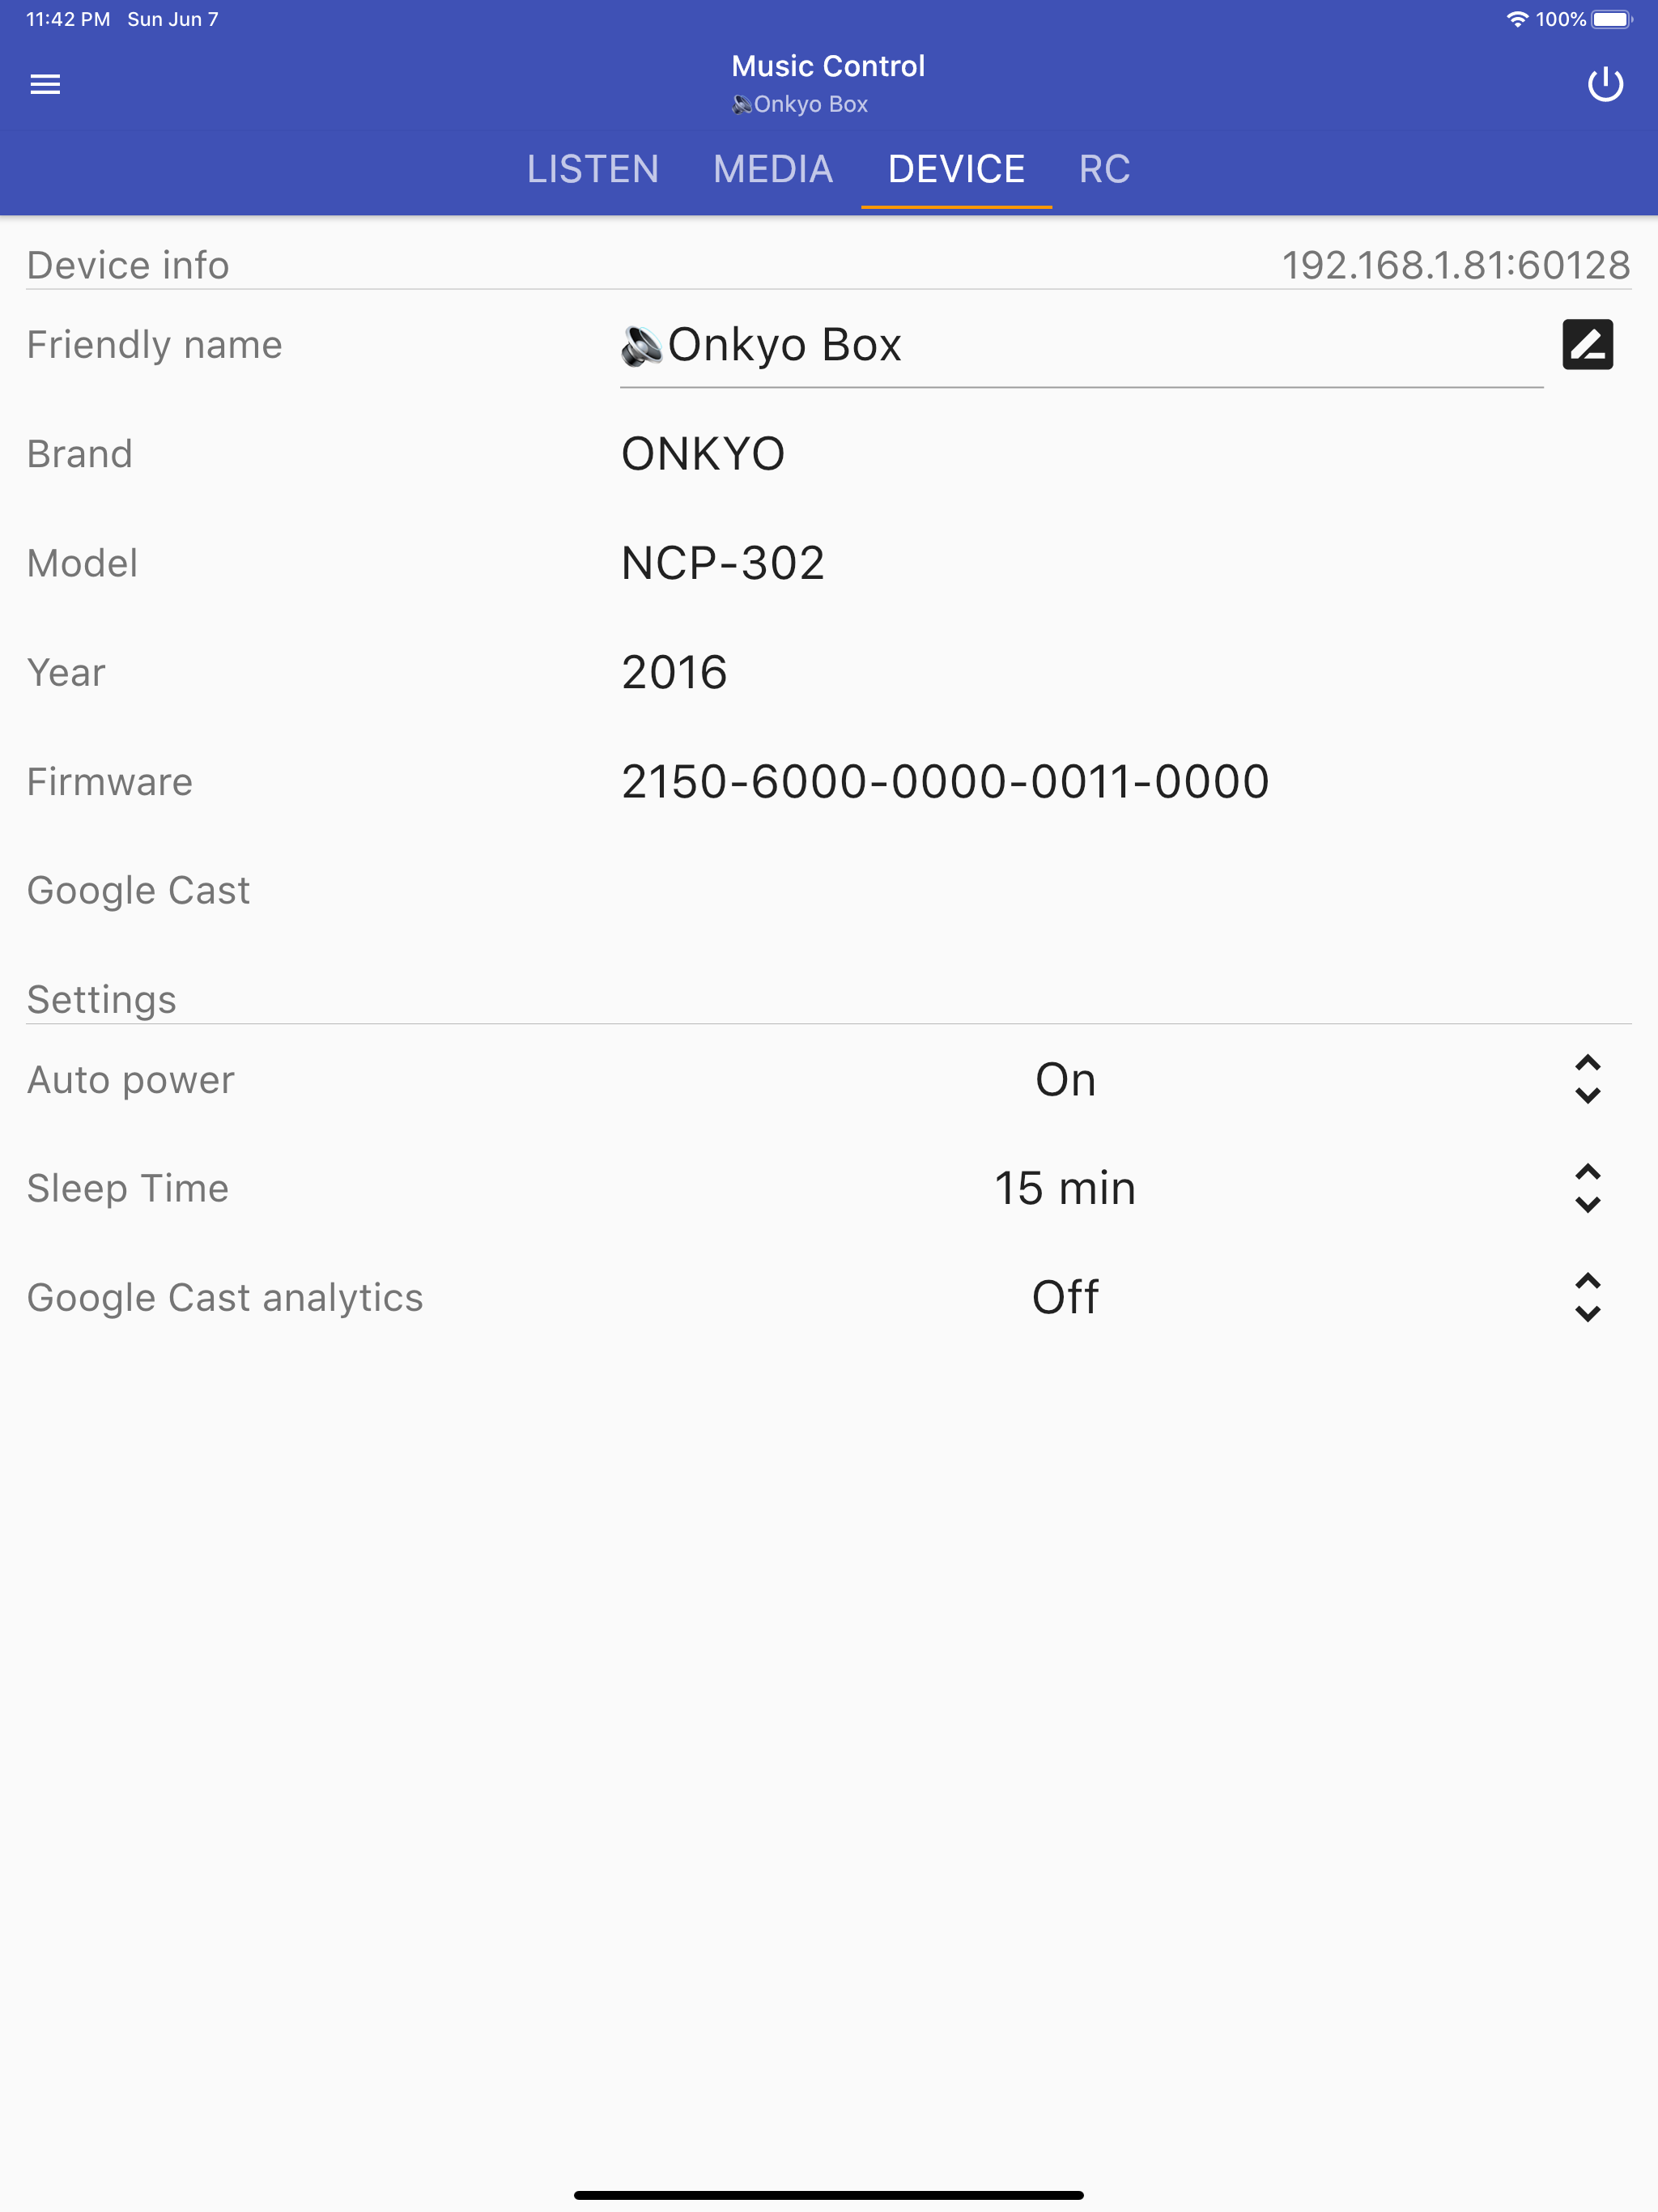 11:42 PM Sun Jun 7 100%
Music Control
🔊Onkyo Box
LISTEN MEDIA DEVICE RC
Device info 192.168.1.81:60128
Friendly name 🔊Onkyo Box
Brand ONKYO
Model NCP-302
Year 2016
Firmware 2150-6000-0000-0011-0000
Google Cast
Settings
Auto power On
Sleep Time 15 min
Google Cast analytics Off